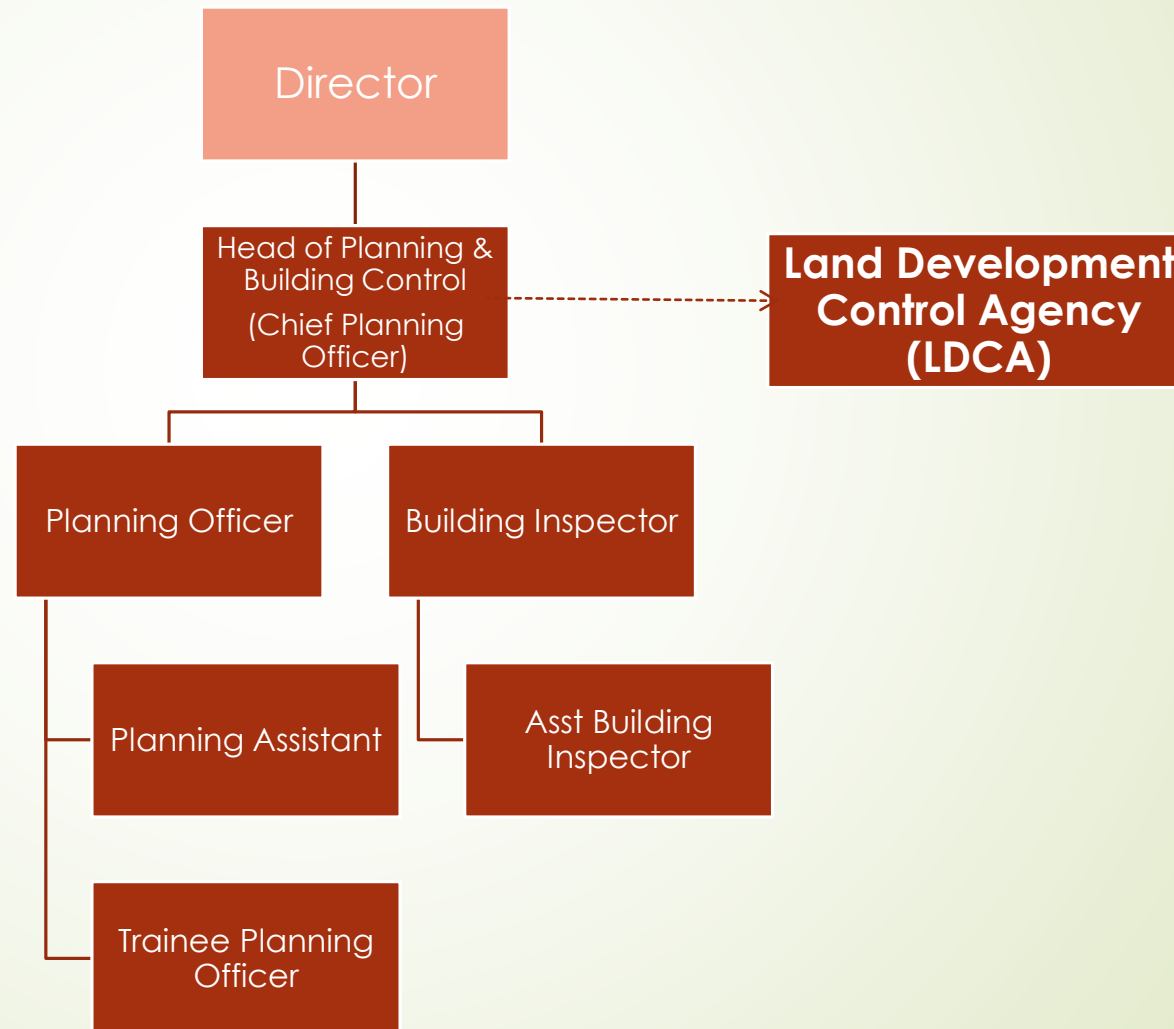 Director
Head of Planning &
Building Control
(Chief Planning
Officer)
Land Development
Control Agency
(LDCA)
Planning Officer
Building Inspector
Planning Assistant
Asst Building
Inspector
Trainee Planning
Officer